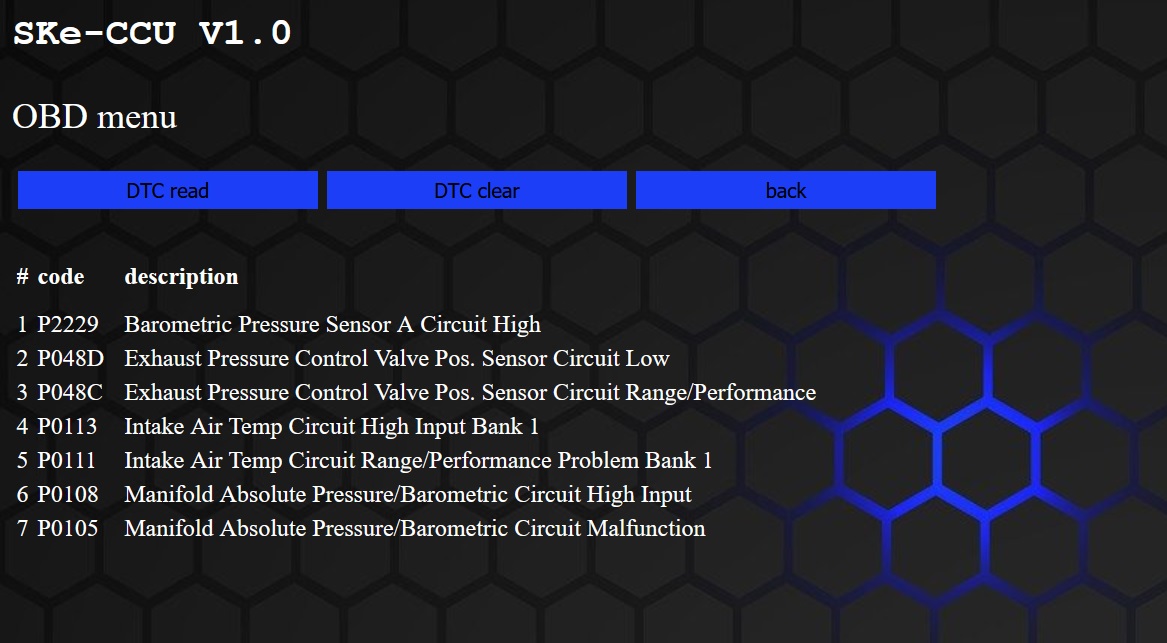 SKe-CCU V1.0
OBD menu
DTC read DTC clear back
# code description
1 P2229 Barometric Pressure Sensor A Circuit High
2 P048D Exhaust Pressure Control Valve Pos. Sensor Circuit Low
3 P048C Exhaust Pressure Control Valve Pos. Sensor Circuit Range/Performance
4 P0113 Intake Air Temp Circuit High Input Bank 1
5 P0111 Intake Air Temp Circuit Range/Performance Problem Bank 1
6 P0108 Manifold Absolute Pressure/Barometric Circuit High Input
7 P0105 Manifold Absolute Pressure/Barometric Circuit Malfunction